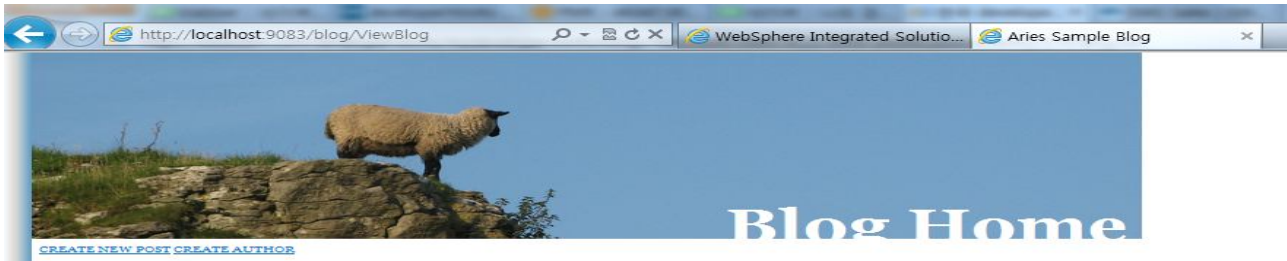 http://localhost:9083/blog/ViewBlog
WebSphere Integrated Solutio...
Aries Sample Blog
Blog Home
CREATE NEW POST CREATE AUTHOR